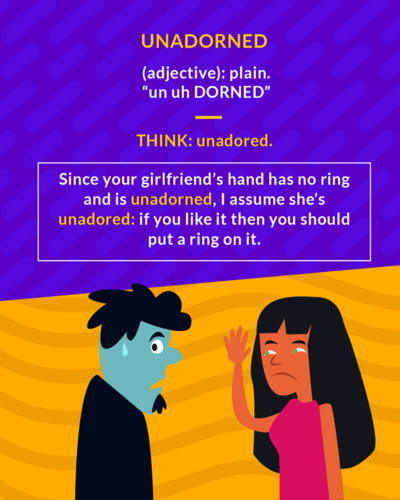 UNADORNED
(adjective): plain.
“un uh DORNED”
THINK: unadored.
Since your girlfriend’s hand has no ring
and is unadorned, I assume she’s
unadored: if you like it then you should
put a ring on it.